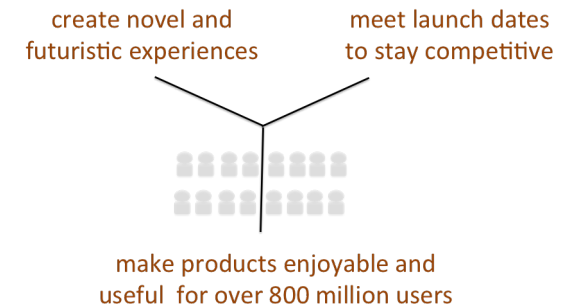 create novel and
futuristic experiences
meet launch dates
to stay competitive
make products enjoyable and
useful for over 800 million users